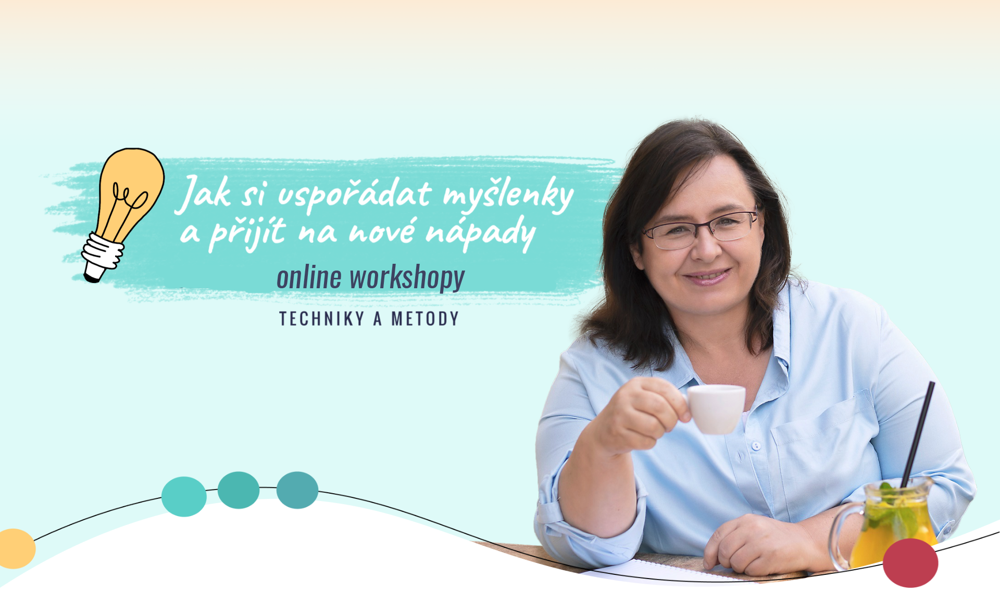 Jak si uspořádat myšlenky
a přijít na nové nápady
online workshopy
TECHNIKY A METODY